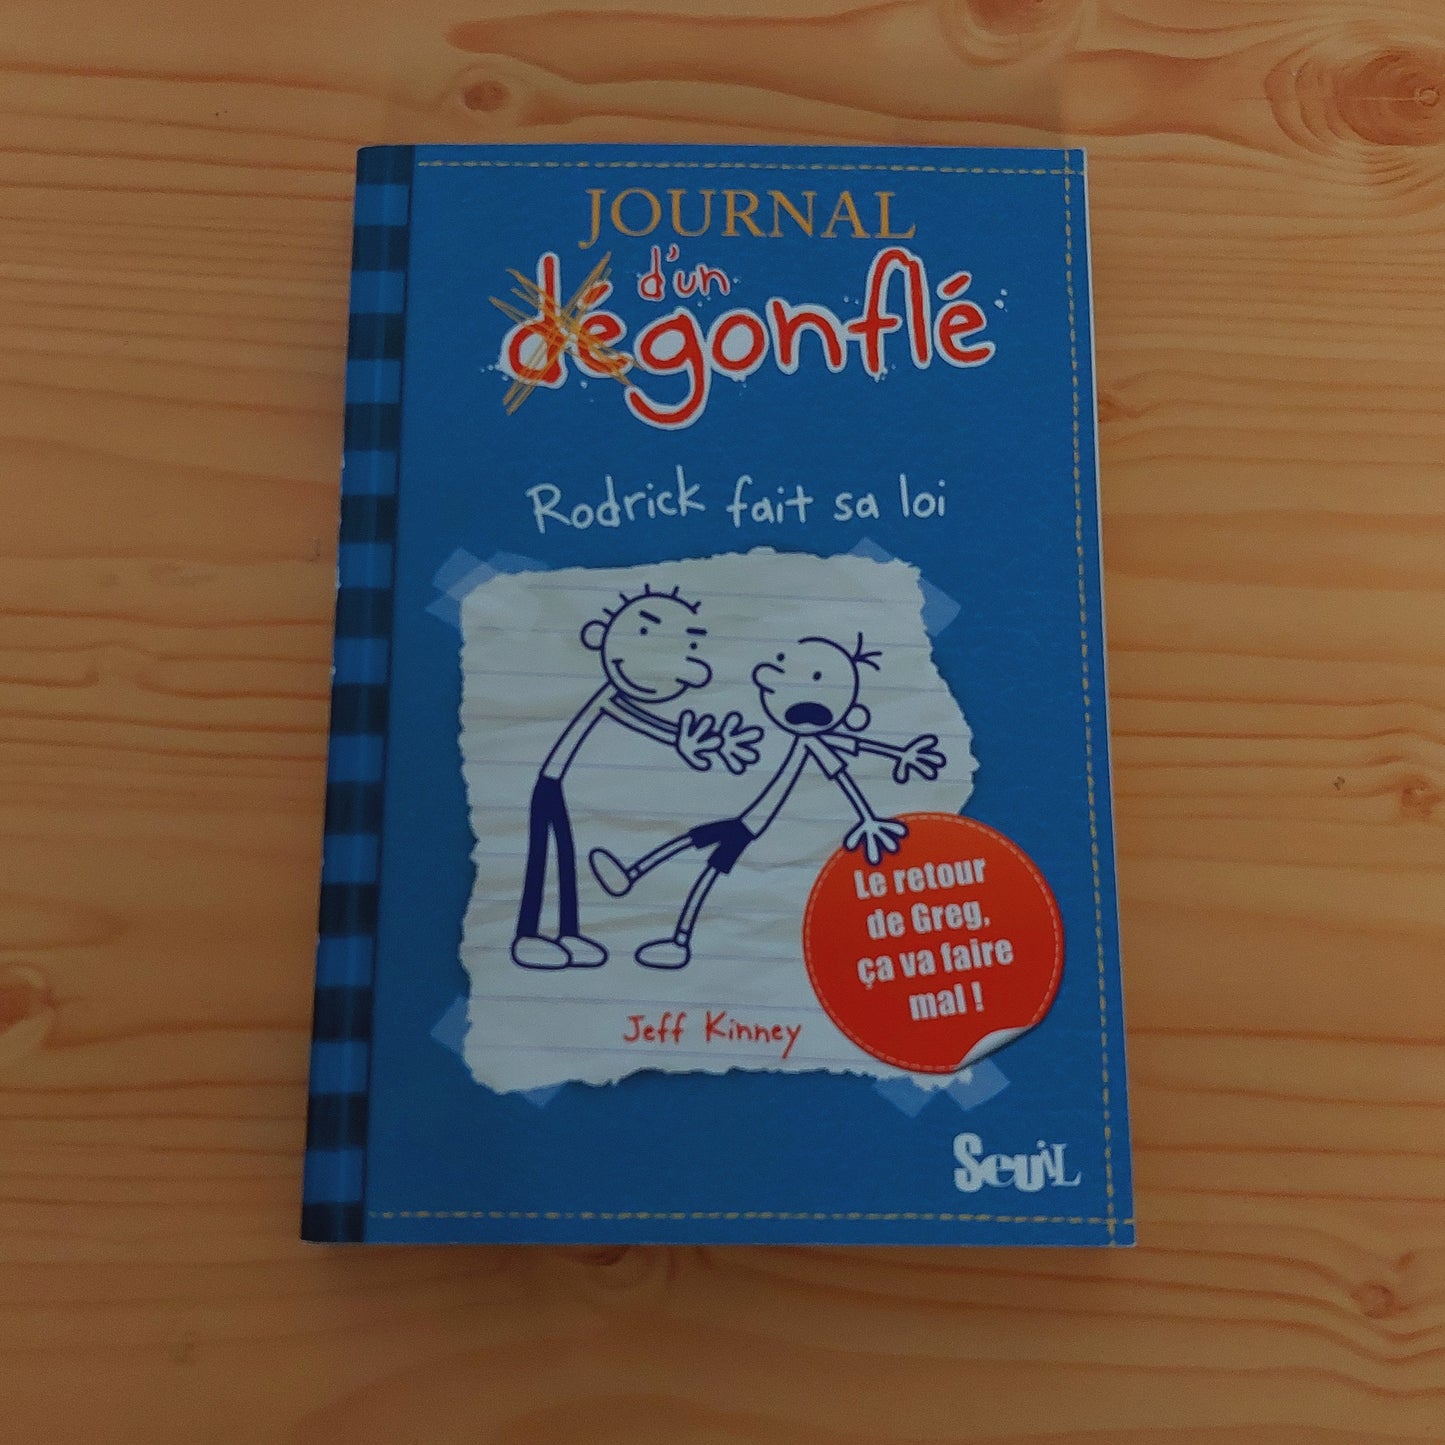 JOURNAL
d'un
dégonflé
Rodrick fait sa loi
Le retour
de Greg,
ça va faire
mal !
Jeff Kinney
SEUIL